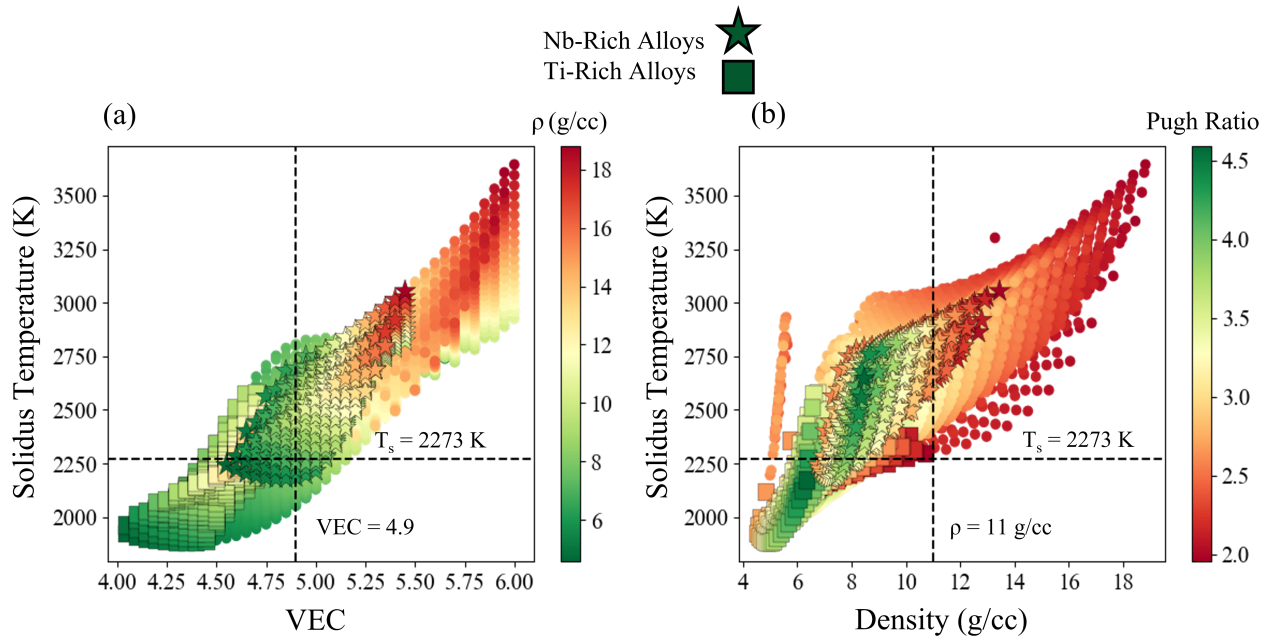 Nb-Rich Alloys
Ti-Rich Alloys
(a)
ρ (g/cc)
(b)
Pugh Ratio
Solidus Temperature (K)
3500
3250
3000
2750
2500
2250
2000
T_s = 2273 K
VEC = 4.9
4.00 4.25 4.50 4.75 5.00 5.25 5.50 5.75 6.00
VEC
18
16
14
12
10
8
6
Solidus Temperature (K)
3500
3250
3000
2750
2500
2250
2000
T_s = 2273 K
ρ = 11 g/cc
4 6 8 10 12 14 16 18
Density (g/cc)
4.5
4.0
3.5
3.0
2.5
2.0